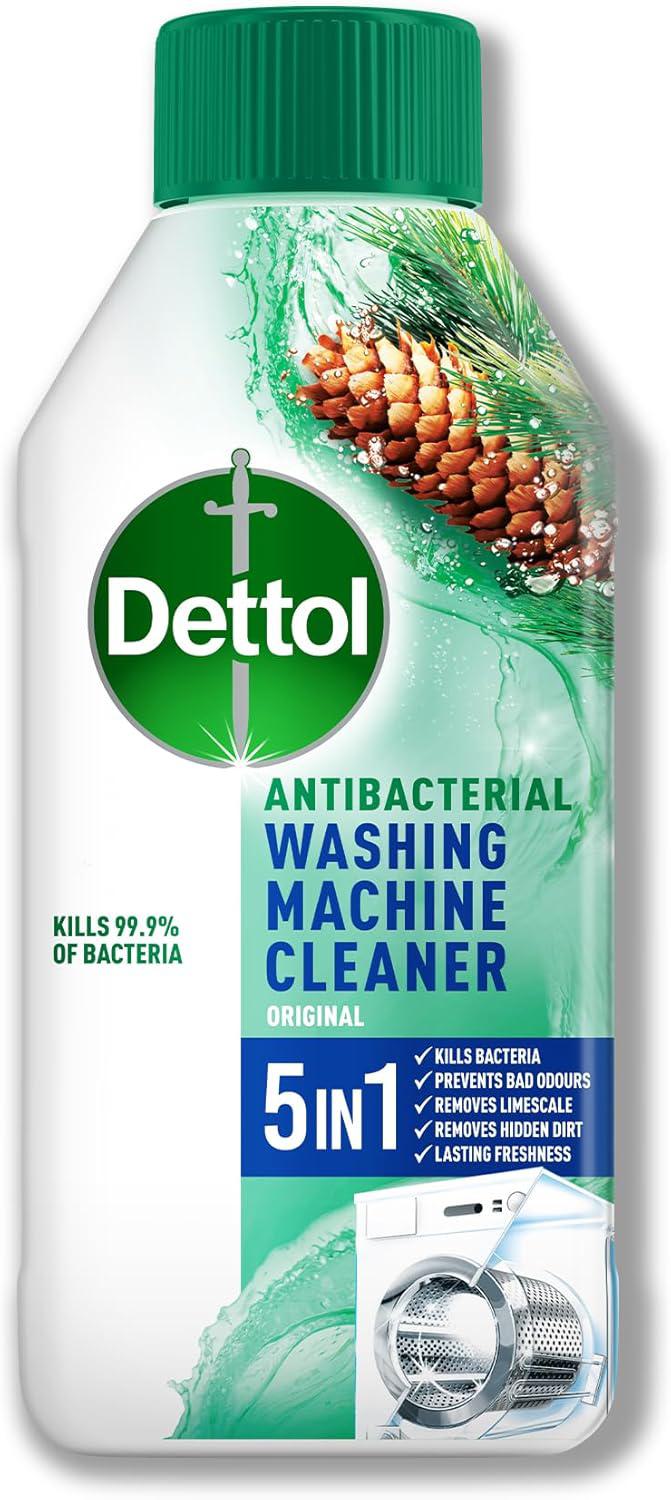 Dettol
ANTIBACTERIAL
WASHING
MACHINE
CLEANER
ORIGINAL
KILLS 99.9%
OF BACTERIA
5 IN 1
✓ KILLS BACTERIA
✓ PREVENTS BAD ODOURS
✓ REMOVES LIMESCALE
✓ REMOVES HIDDEN DIRT
✓ LASTING FRESHNESS